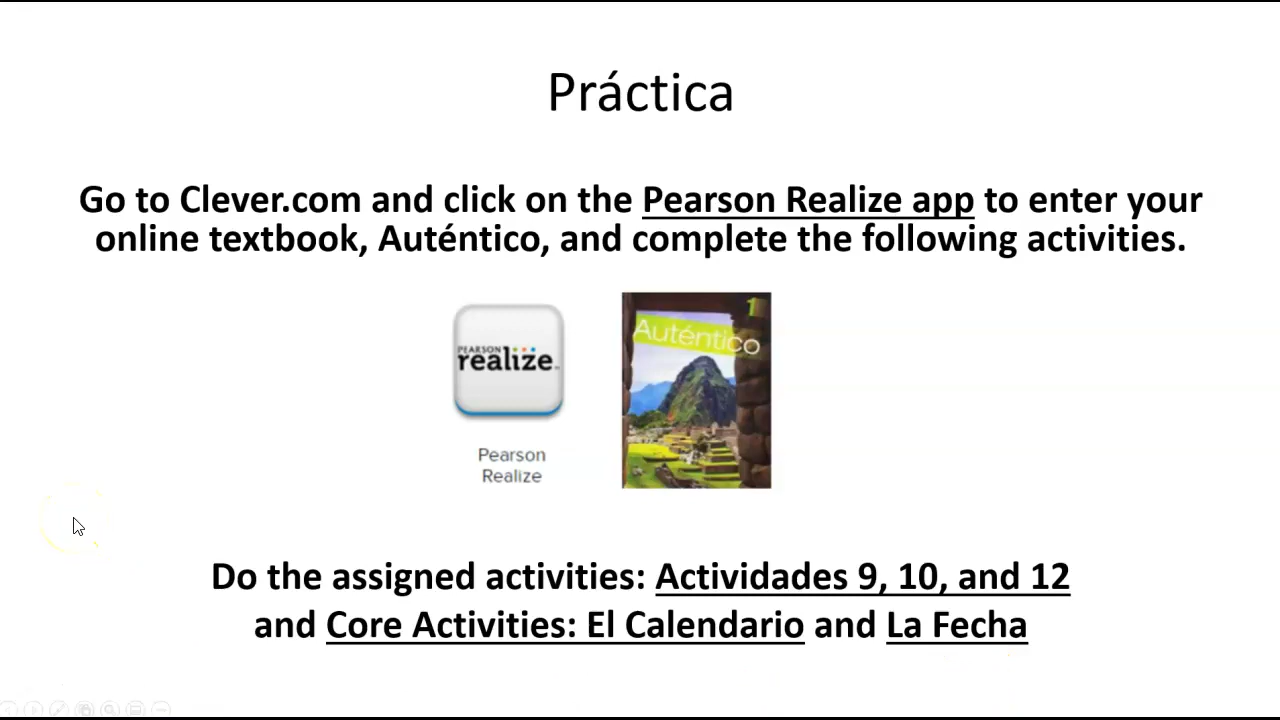 Práctica
Go to Clever.com and click on the Pearson Realize app to enter your
online textbook, Auténtico, and complete the following activities.
PEARSON
realize
Pearson
Realize
1
Auténtico
Do the assigned activities: Actividades 9, 10, and 12
and Core Activities: El Calendario and La Fecha